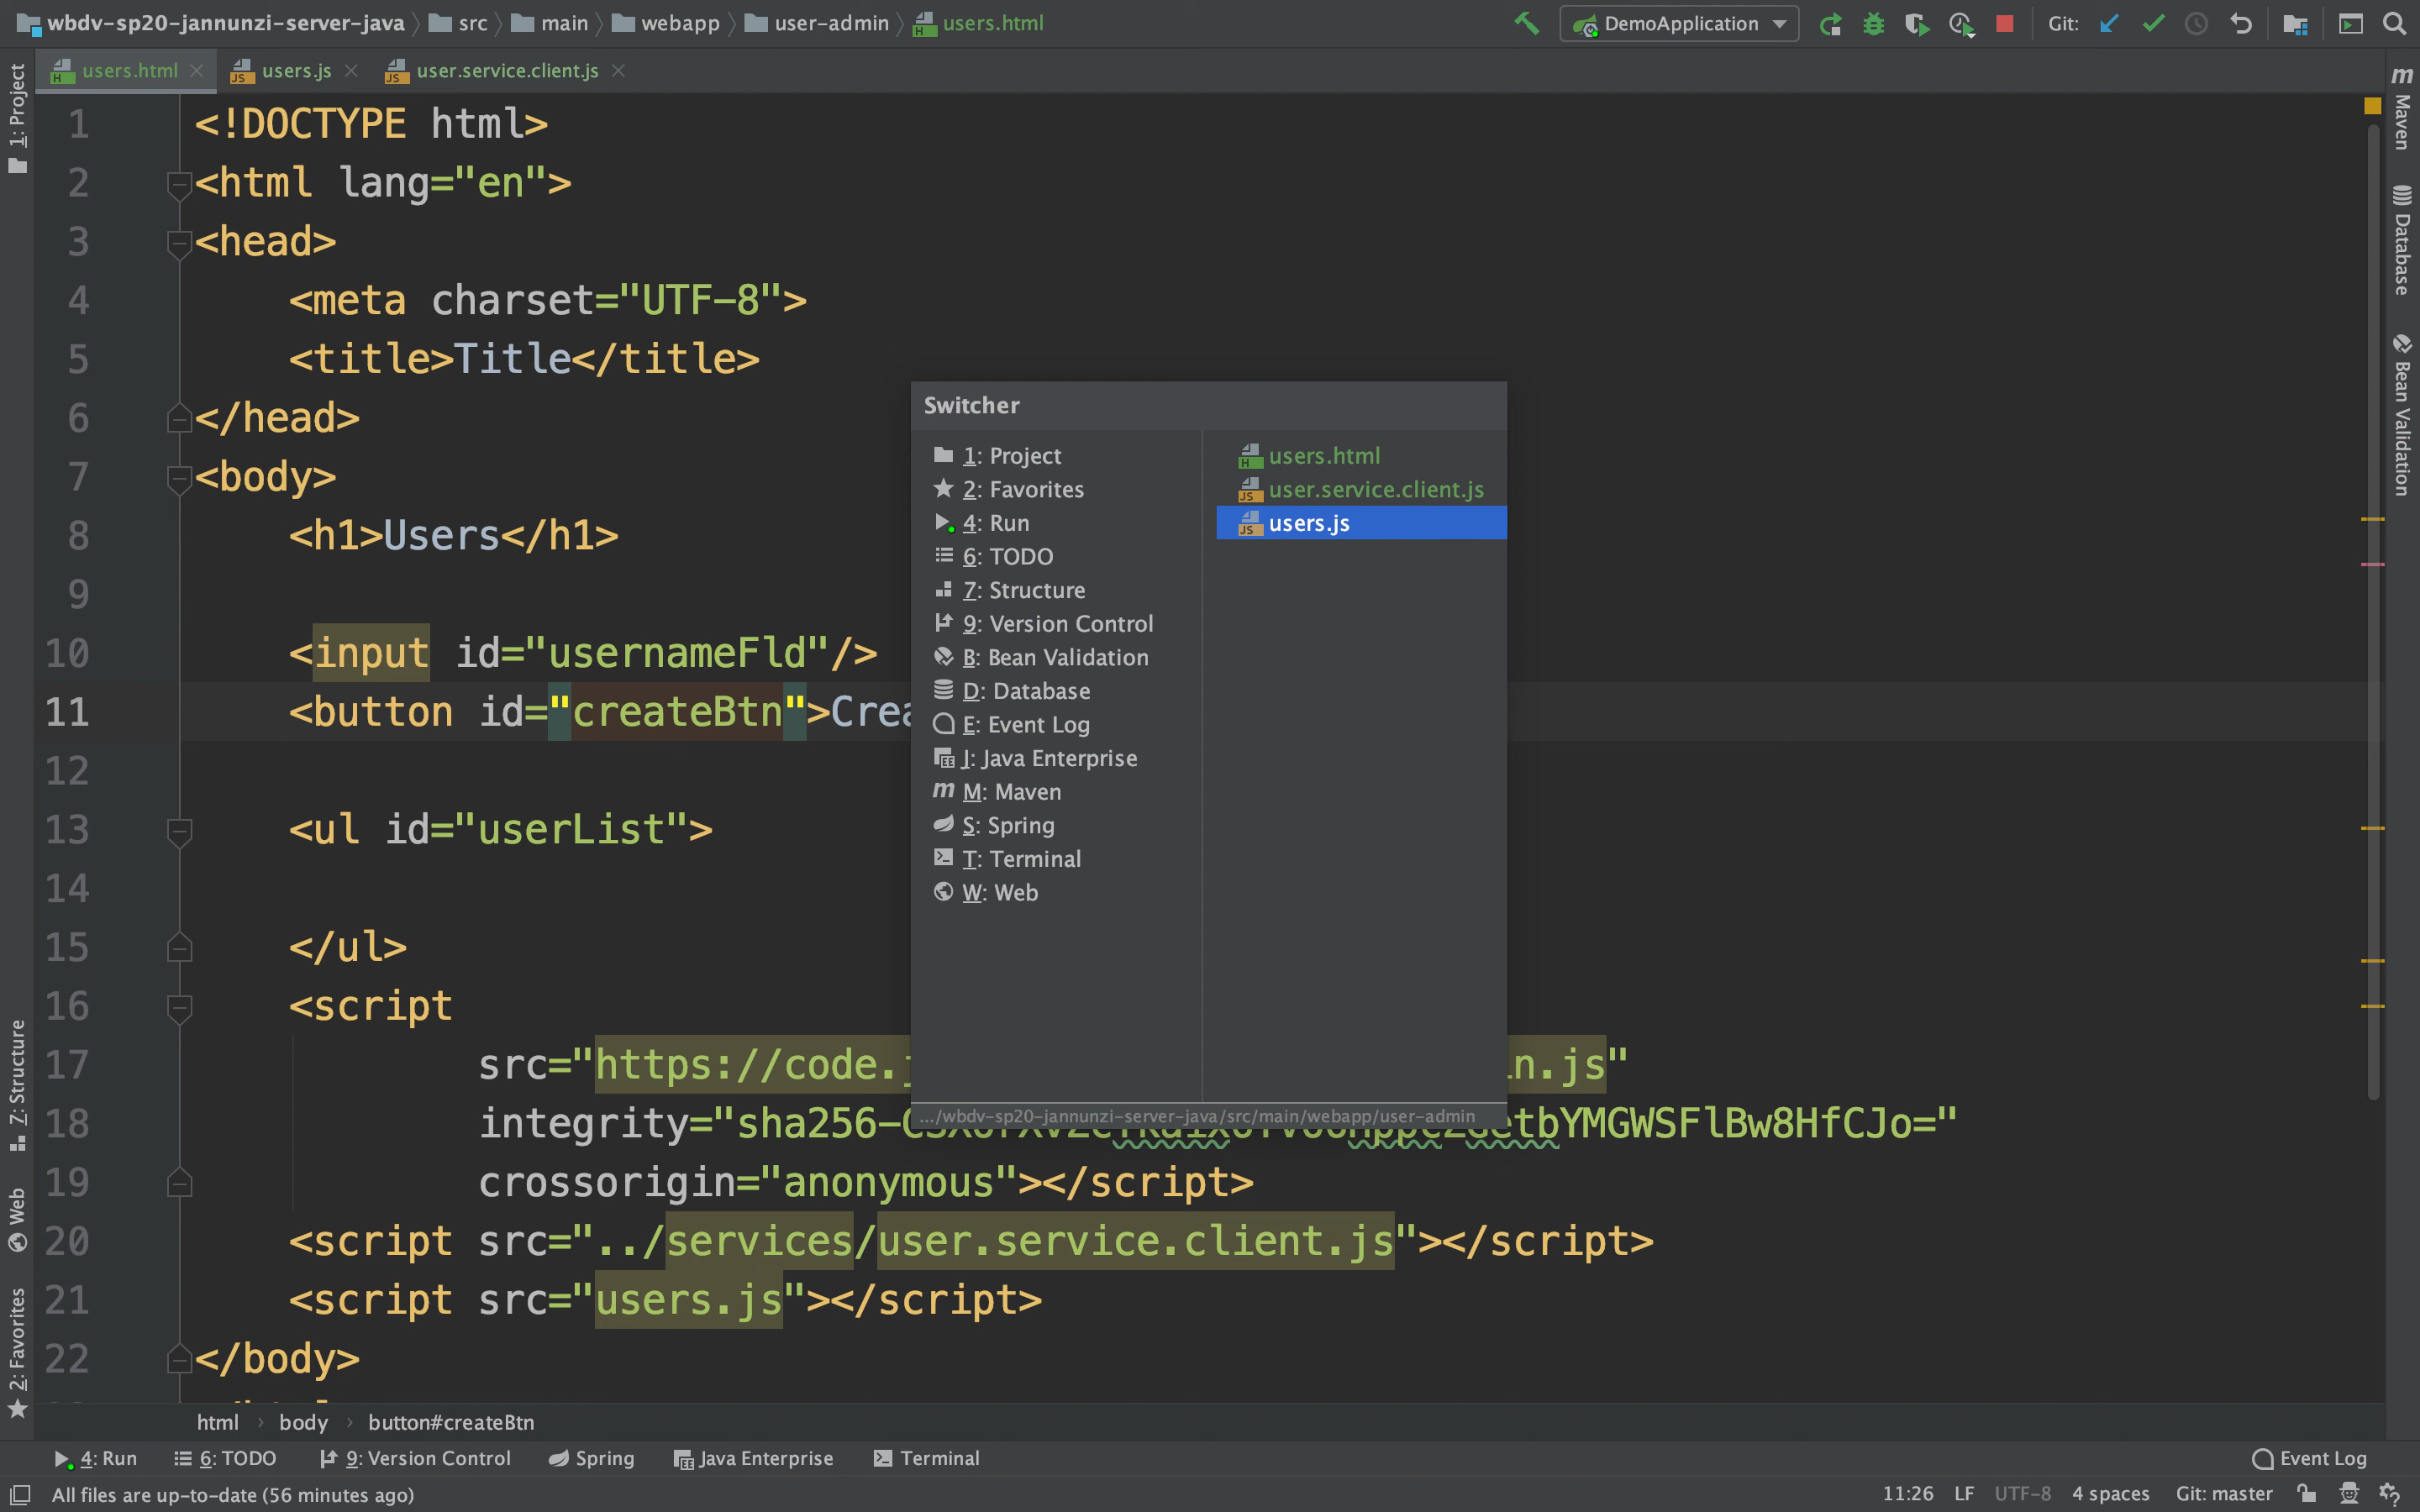 wbdv-sp20-jannunzi-server-java src main webapp user-admin users.html
DemoApplication Git:
users.html users.js user.service.client.js
1: Project
7: Structure
Web
2: Favorites
Maven
Database
Bean Validation
1 <!DOCTYPE html>
2 <html lang="en">
3 <head>
4 <meta charset="UTF-8">
5 <title>Title</title>
6 </head>
7 <body>
8 <h1>Users</h1>
9
10 <input id="usernameFld"/>
11 <button id="createBtn">Crea
12
13 <ul id="userList">
14
15 </ul>
16 <script
17 src="https://code.j n.js"
18 integrity="sha256- etbYMGWSFlBw8HfCJo="
19 crossorigin="anonymous"></script>
20 <script src="../services/user.service.client.js"></script>
21 <script src="users.js"></script>
22 </body>
Switcher
1: Project
2: Favorites
4: Run
6: TODO
7: Structure
9: Version Control
B: Bean Validation
D: Database
E: Event Log
J: Java Enterprise
M: Maven
S: Spring
T: Terminal
W: Web
users.html
user.service.client.js
users.js
.../wbdv-sp20-jannunzi-server-java/src/main/webapp/user-admin
html body button#createBtn
4: Run 6: TODO 9: Version Control Spring Java Enterprise Terminal Event Log
All files are up-to-date (56 minutes ago) 11:26 LF UTF-8 4 spaces Git: master